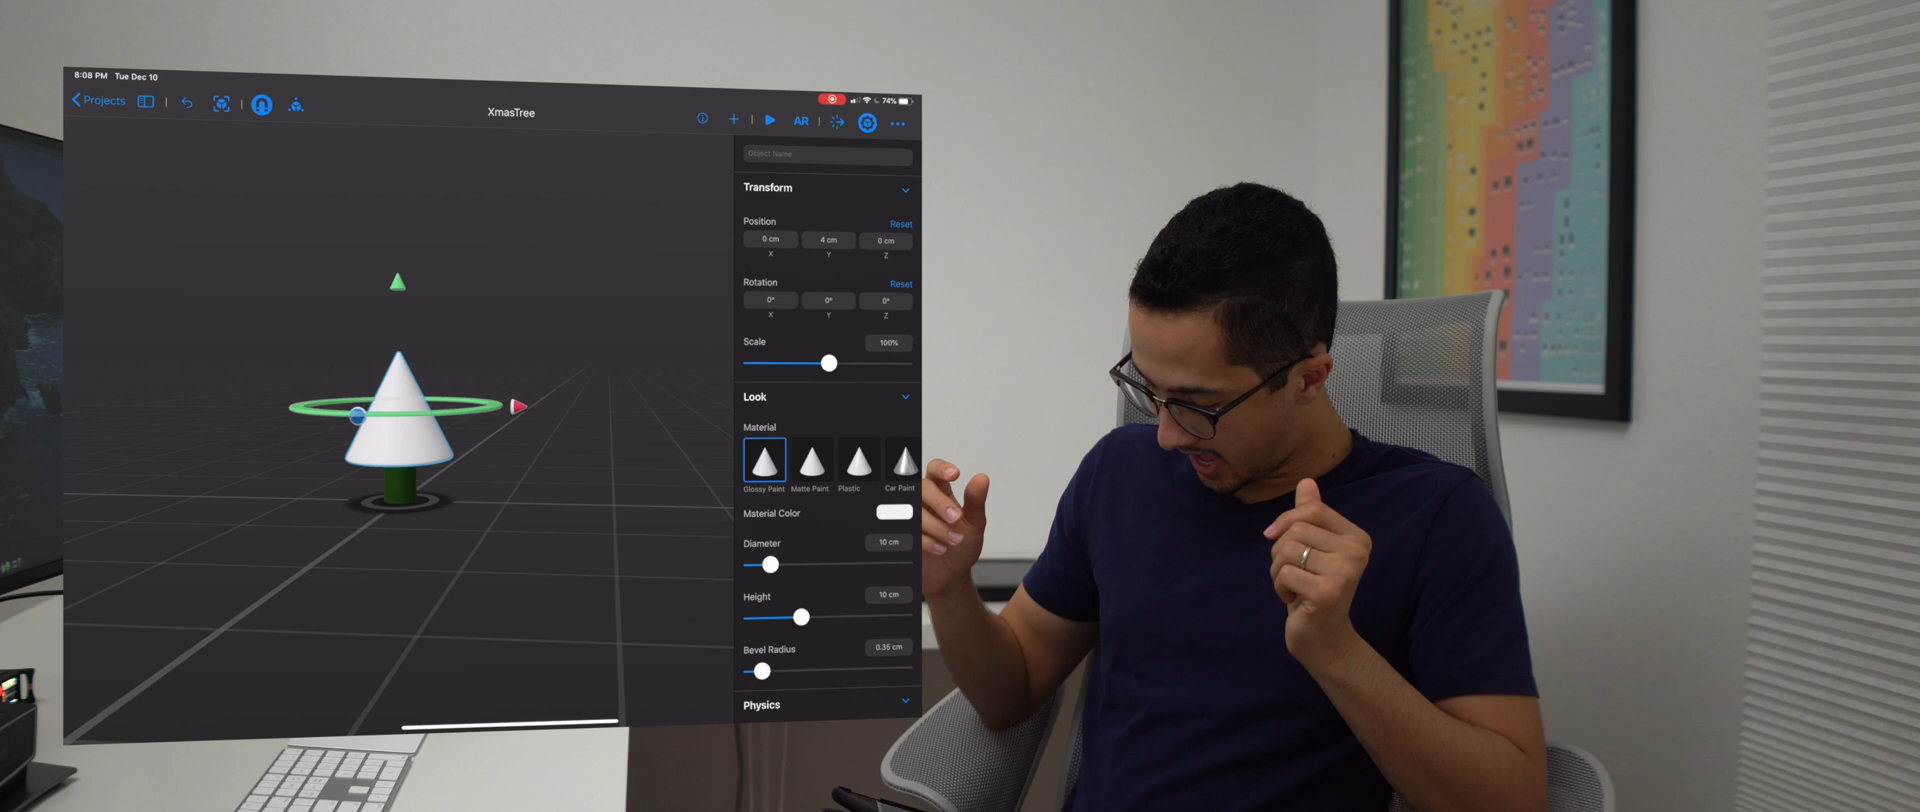 8:08 PM Tue Dec 10
74%
Projects
XmasTree
AR
Object Name
Transform
Position Reset
0 cm 4 cm 0 cm
X Y Z
Rotation Reset
0° 0° 0°
X Y Z
Scale 100%
Look
Material
Glossy Paint Matte Paint Plastic Car Paint
Material Color
Diameter 10 cm
Height 10 cm
Bevel Radius 0.35 cm
Physics